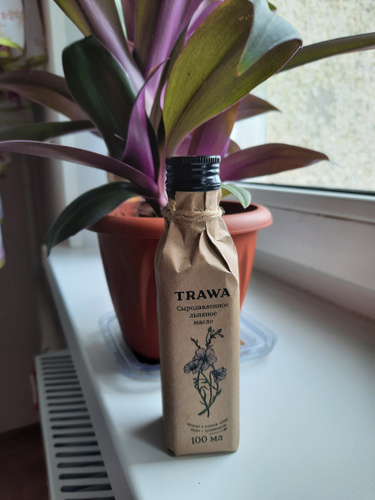 TRAWA
Сыродавленное
льняное
масло
100 мл